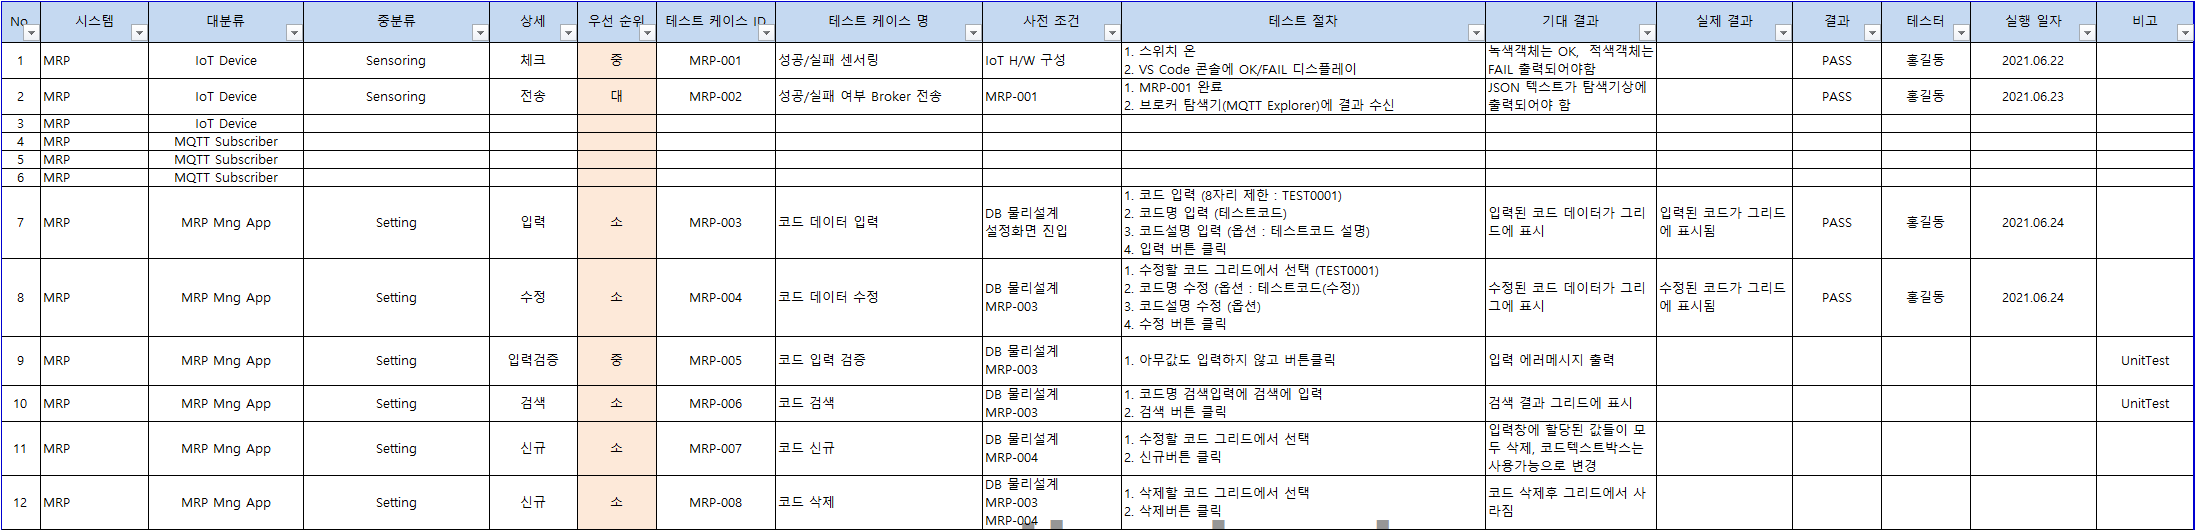 No 시스템 대분류 중분류 상세 우선 순위 테스트 케이스 ID 테스트 케이스 명 사전 조건 테스트 절차 기대 결과 실제 결과 결과 테스터 실행 일자 비고
1 MRP IoT Device Sensoring 체크 중 MRP-001 성공/실패 센서링 IoT H/W 구성
1. 스위치 온
2. VS Code 콘솔에 OK/FAIL 디스플레이
녹색객체는 OK, 적색객체는
FAIL 출력되어야함
PASS 홍길동 2021.06.22
2 MRP IoT Device Sensoring 전송 대 MRP-002 성공/실패 여부 Broker 전송 MRP-001
1. MRP-001 완료
2. 브로커 탐색기(MQTT Explorer)에 결과 수신
JSON 텍스트가 탐색기상에
출력되어야 함
PASS 홍길동 2021.06.23
3 MRP IoT Device
4 MRP MQTT Subscriber
5 MRP MQTT Subscriber
6 MRP MQTT Subscriber
7 MRP MRP Mng App Setting 입력 소 MRP-003 코드 데이터 입력
DB 물리설계
설정화면 진입
1. 코드 입력 (8자리 제한 : TEST0001)
2. 코드명 입력 (테스트코드)
3. 코드설명 입력 (옵션 : 테스트코드 설명)
4. 입력 버튼 클릭
입력된 코드 데이터가 그리
드에 표시
입력된 코드가 그리드
에 표시됨
PASS 홍길동 2021.06.24
8 MRP MRP Mng App Setting 수정 소 MRP-004 코드 데이터 수정
DB 물리설계
MRP-003
1. 수정할 코드 그리드에서 선택 (TEST0001)
2. 코드명 수정 (옵션 : 테스트코드(수정))
3. 코드설명 수정 (옵션)
4. 수정 버튼 클릭
수정된 코드 데이터가 그리
그에 표시
수정된 코드가 그리드
에 표시됨
PASS 홍길동 2021.06.24
9 MRP MRP Mng App Setting 입력검증 중 MRP-005 코드 입력 검증
DB 물리설계
MRP-003
1. 아무값도 입력하지 않고 버튼클릭
입력 에러메시지 출력
UnitTest
10 MRP MRP Mng App Setting 검색 소 MRP-006 코드 검색
DB 물리설계
MRP-003
1. 코드명 검색입력에 검색에 입력
2. 검색 버튼 클릭
검색 결과 그리드에 표시
UnitTest
11 MRP MRP Mng App Setting 신규 소 MRP-007 코드 신규
DB 물리설계
MRP-004
1. 수정할 코드 그리드에서 선택
2. 신규버튼 클릭
입력창에 할당된 값들이 모
두 삭제, 코드텍스트박스는
사용가능으로 변경
12 MRP MRP Mng App Setting 신규 소 MRP-008 코드 삭제
DB 물리설계
MRP-003
MRP-004
1. 삭제할 코드 그리드에서 선택
2. 삭제버튼 클릭
코드 삭제후 그리드에서 사
라짐